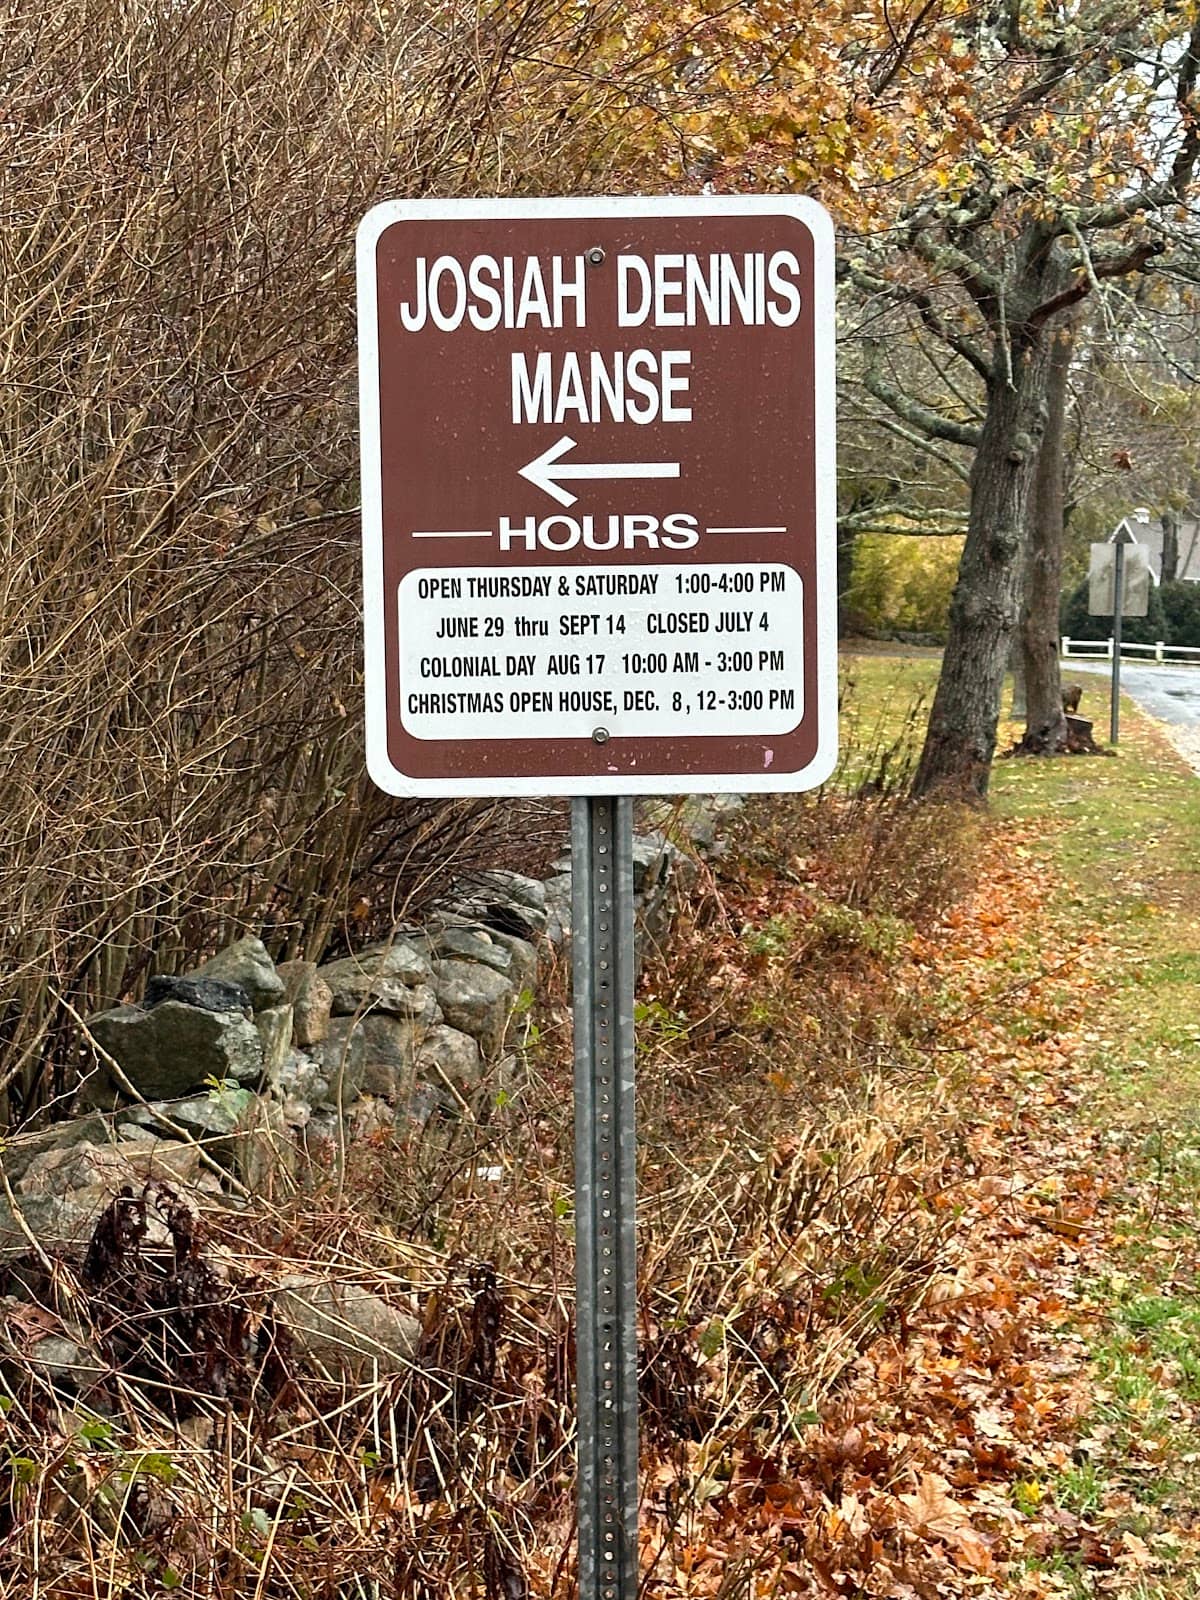 JOSIAH DENNIS
MANSE
HOURS
OPEN THURSDAY & SATURDAY 1:00-4:00 PM
JUNE 29 thru SEPT 14 CLOSED JULY 4
COLONIAL DAY AUG 17 10:00 AM - 3:00 PM
CHRISTMAS OPEN HOUSE, DEC. 8, 12-3:00 PM